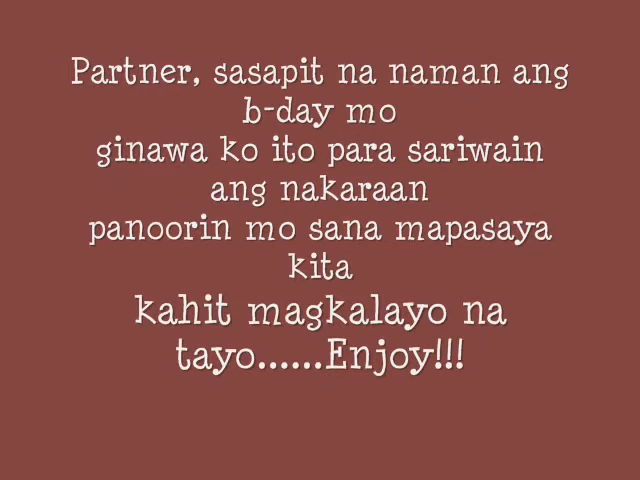 Partner, sasapit na naman ang
b-day mo
ginawa ko ito para sariwain
ang nakaraan
panoorin mo sana mapasaya
kita
kahit magkalayo na
tayo......Enjoy!!!